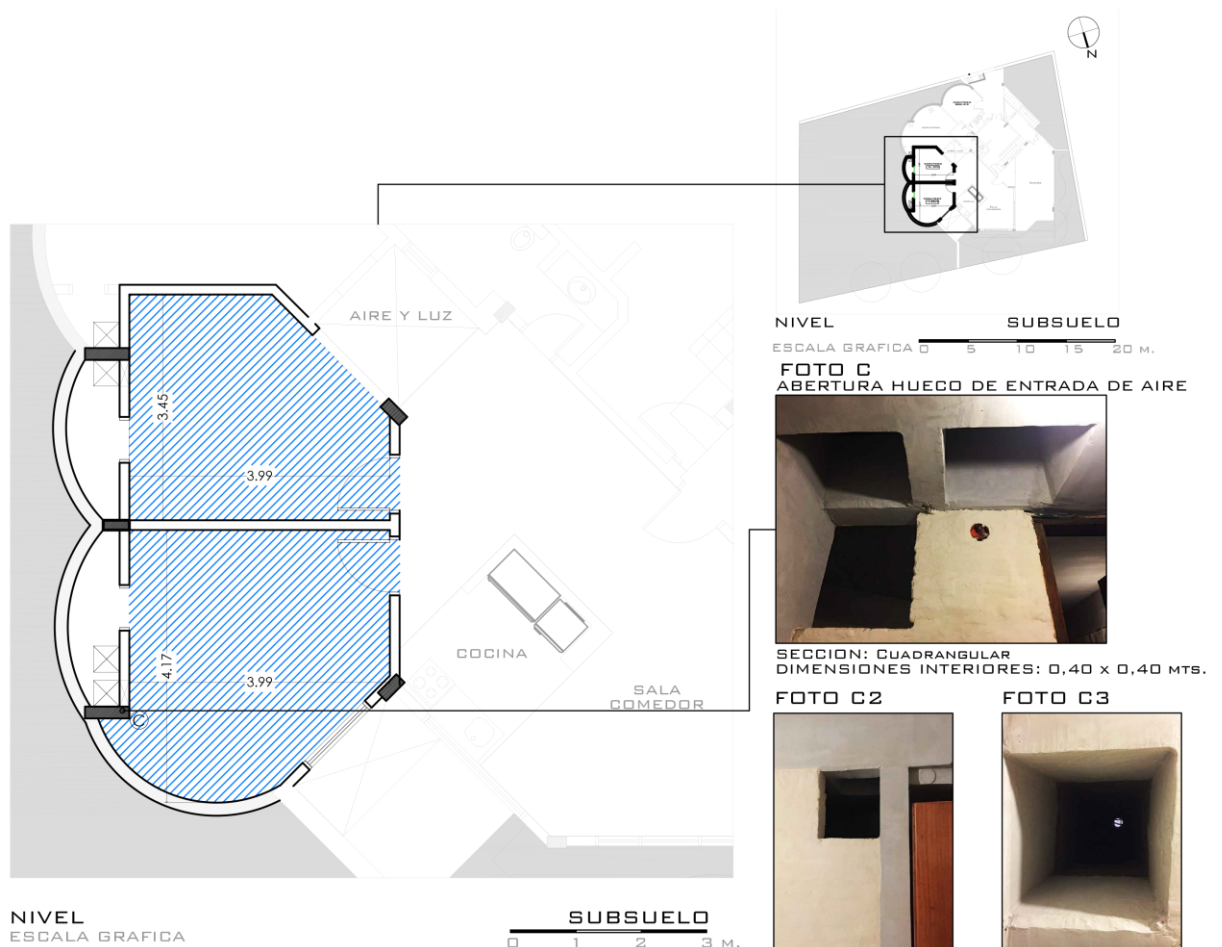 N
NIVEL SUBSUELO
ESCALA GRAFICA 0 5 10 15 20 M.
FOTO C
ABERTURA HUECO DE ENTRADA DE AIRE
SECCION: CUADRANGULAR
DIMENSIONES INTERIORES: 0,40 x 0,40 MTS.
FOTO C2 FOTO C3
AIRE Y LUZ
3.45
3.99
COCINA
4.17
3.99
SALA
COMEDOR
C
NIVEL SUBSUELO
ESCALA GRAFICA 0 1 2 3 M.